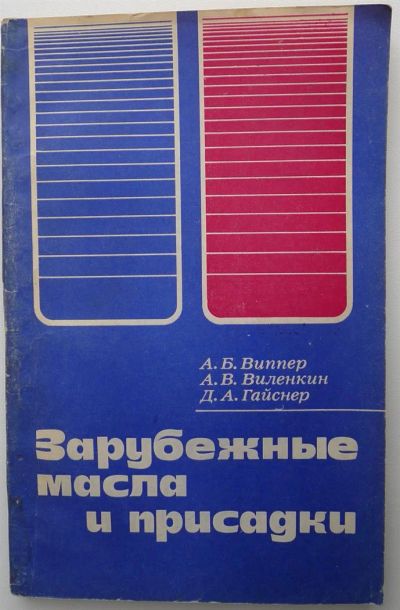 А. Б. Виппер
А. В. Виленкин
Д. А. Гайснер
Зарубежные
масла
и присадки